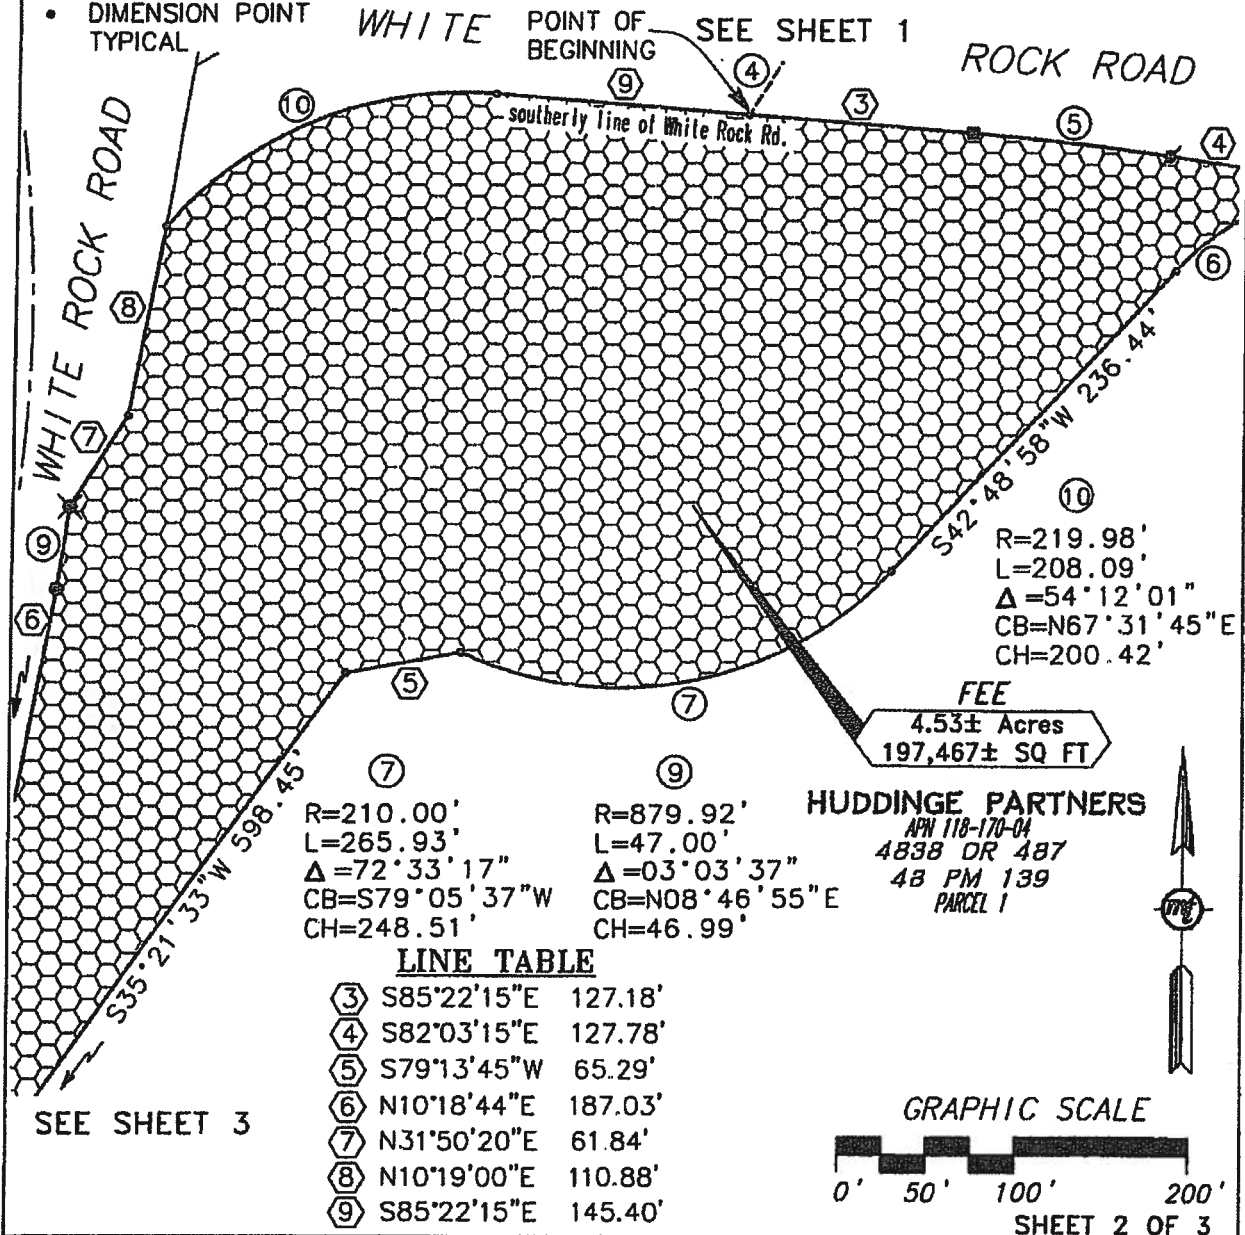 • DIMENSION POINT
TYPICAL
WHITE
POINT OF
BEGINNING
SEE SHEET 1
ROCK ROAD
10
9
4
3
5
4
southerly line of White Rock Rd.
WHITE ROCK ROAD
8
7
9
6
6
S42°48'58"W 236.44'
5
7
S35°21'33"W 598.45'
10
R=219.98'
L=208.09'
Δ=54°12'01"
CB=N67°31'45"E
CH=200.42'
FEE
4.53± Acres
197,467± SQ FT
HUDDINGE PARTNERS
APN 118-170-04
4838 OR 487
48 PM 139
PARCEL 1
7
R=210.00'
L=265.93'
Δ=72°33'17"
CB=S79°05'37"W
CH=248.51'
9
R=879.92'
L=47.00'
Δ=03°03'37"
CB=N08°46'55"E
CH=46.99'
LINE TABLE
3 S85°22'15"E 127.18'
4 S82°03'15"E 127.78'
5 S79°13'45"W 65.29'
6 N10°18'44"E 187.03'
7 N31°50'20"E 61.84'
8 N10°19'00"E 110.88'
9 S85°22'15"E 145.40'
SEE SHEET 3
GRAPHIC SCALE
0' 50' 100' 200'
SHEET 2 OF 3